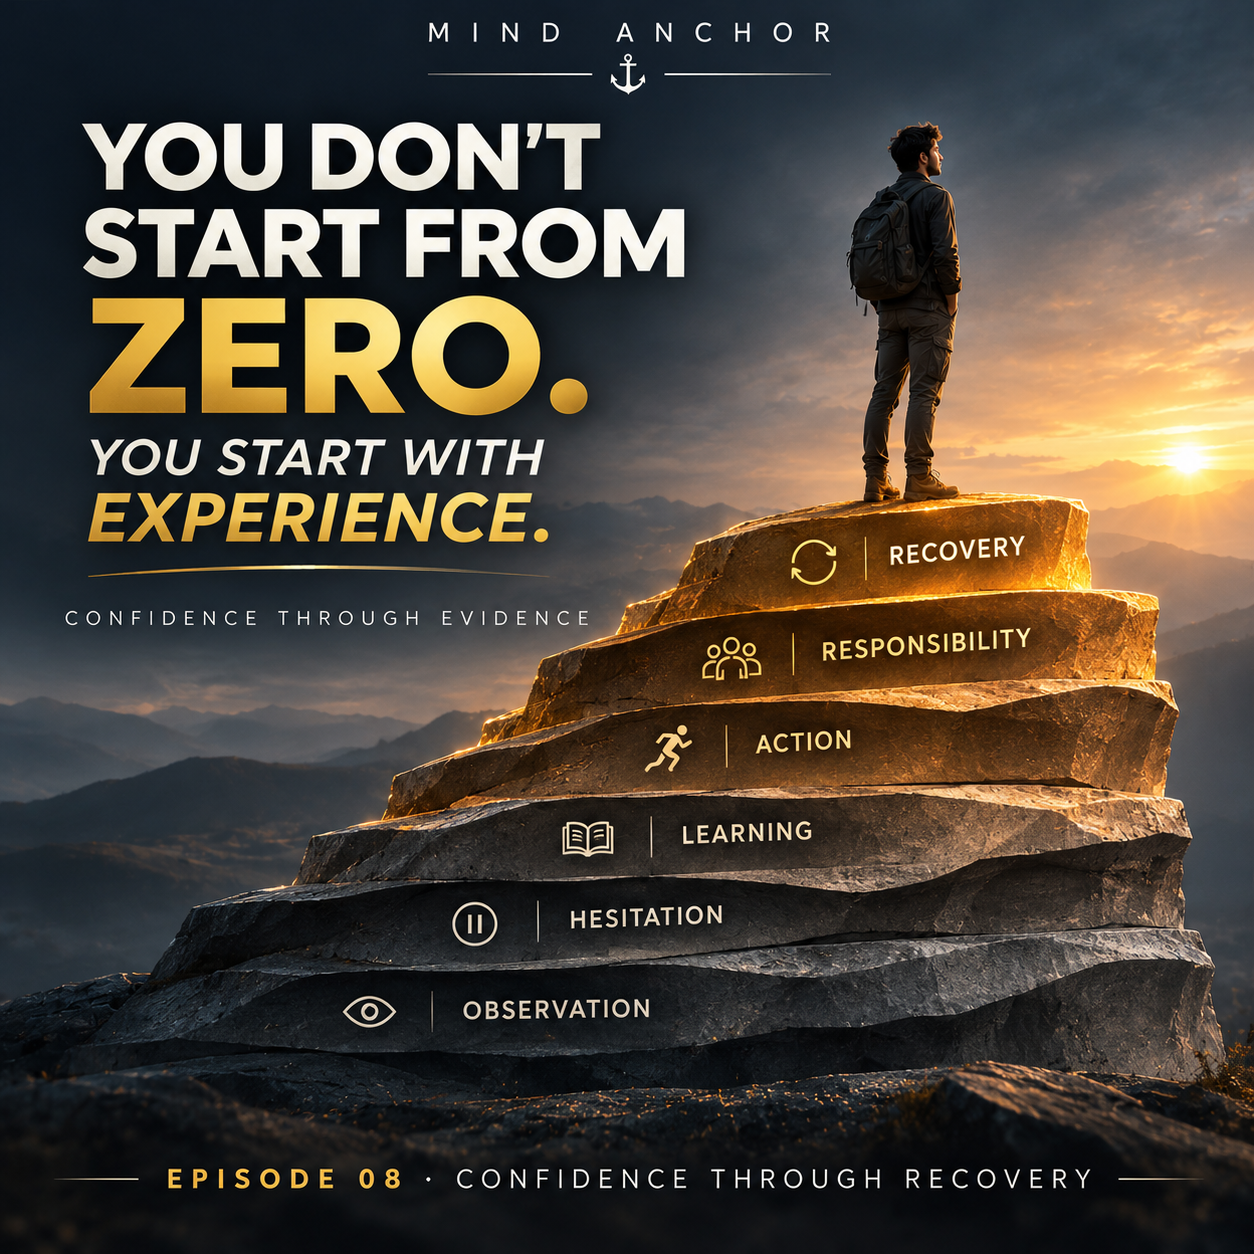 MIND ANCHOR
YOU DON'T
START FROM
ZERO.
YOU START WITH
EXPERIENCE.
CONFIDENCE THROUGH EVIDENCE
RECOVERY
RESPONSIBILITY
ACTION
LEARNING
HESITATION
OBSERVATION
EPISODE 08 · CONFIDENCE THROUGH RECOVERY